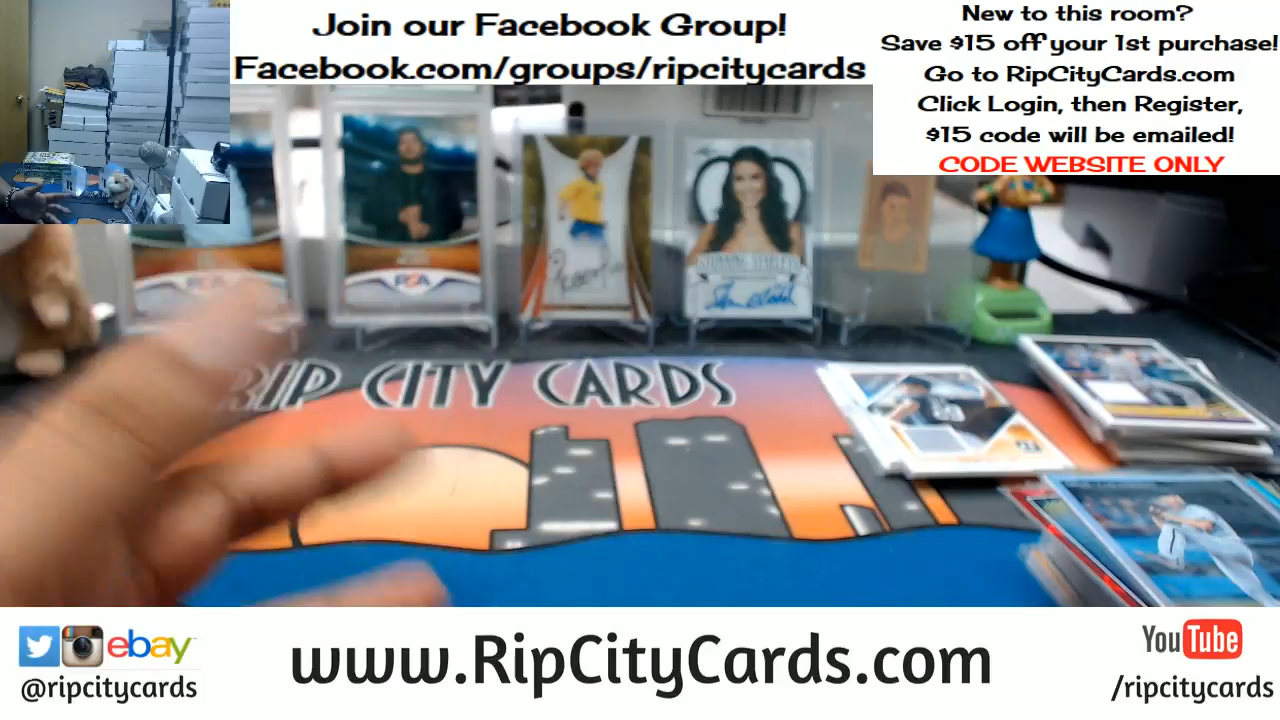 Join our Facebook Group!
Facebook.com/groups/ripcitycards
New to this room?
Save $15 off your 1st purchase!
Go to RipCityCards.com
Click Login, then Register,
$15 code will be emailed!
CODE WEBSITE ONLY
RIP CITY CARDS
ebay
@ripcitycards
www.RipCityCards.com
YouTube
/ripcitycards